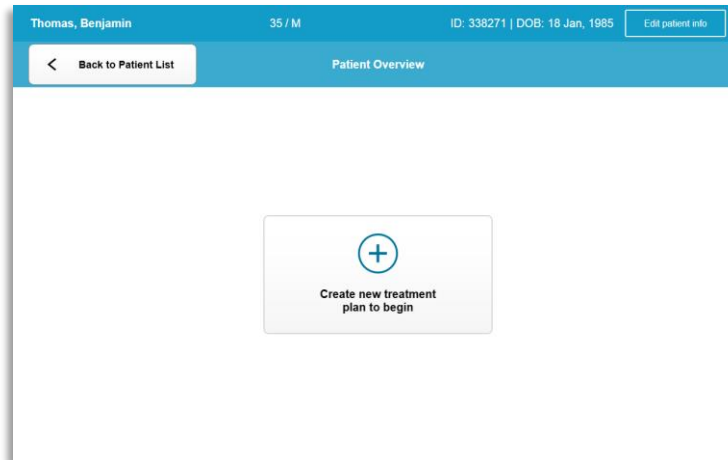 Thomas, Benjamin 35 / M ID: 338271 | DOB: 18 Jan, 1985 Edit patient info
Back to Patient List Patient Overview
Create new treatment
plan to begin